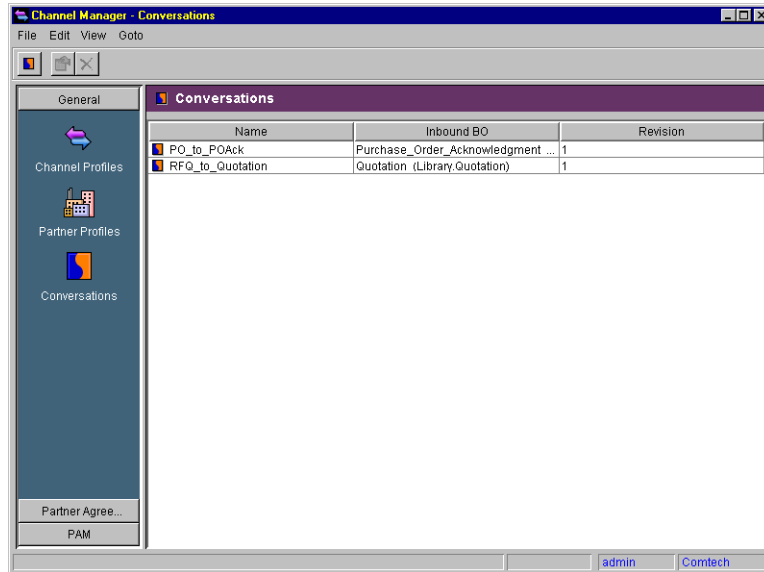 Channel Manager - Conversations
File Edit View Goto
General
Channel Profiles
Partner Profiles
Conversations
Partner Agree...
PAM
Conversations
Name Inbound BO Revision
PO_to_POAck Purchase_Order_Acknowledgment ... 1
RFQ_to_Quotation Quotation (Library.Quotation) 1
admin Comtech